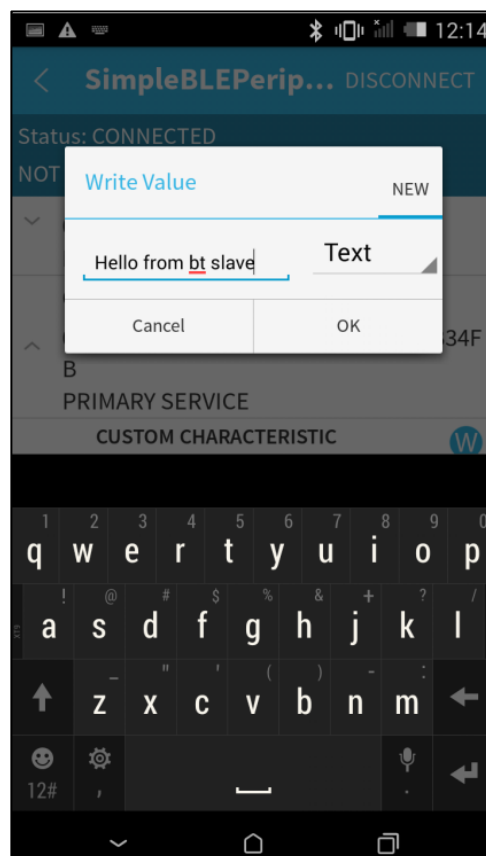 12:14
SimpleBLEPerip... DISCONNECT
Status: CONNECTED
NOT
Write Value
NEW
Hello from bt slave
Text
Cancel
OK
34F
B
PRIMARY SERVICE
CUSTOM CHARACTERISTIC
W
1 2 3 4 5 6 7 8 9 0
q w e r t y u i o p
! @ # $ % & + ? /
a s d f g h j k l
XT9
_ " ' ( ) - :
z x c v b n m
12# , .